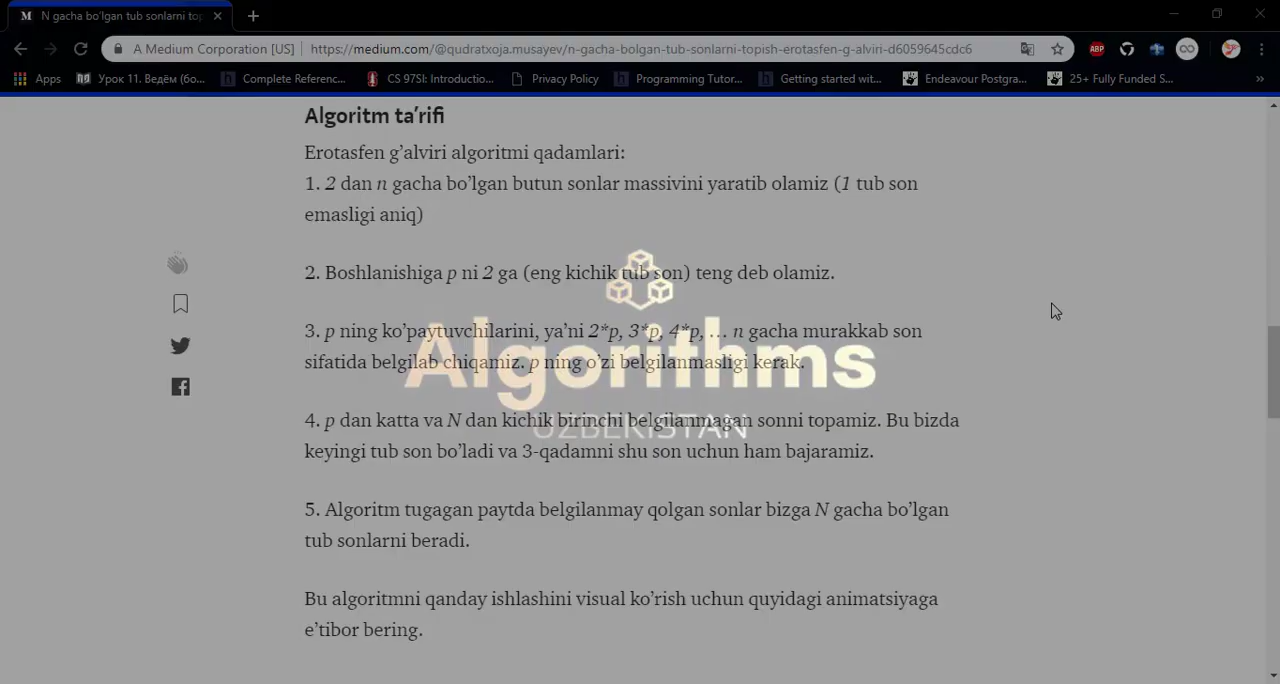 N gacha bo'lgan tub sonlarni top
A Medium Corporation [US]
https://medium.com/@qudratxoja.musayev/n-gacha-bolgan-tub-sonlarni-topish-erotasfen-g-alviri-d6059645cdc6
ABP
Apps
Урок 11. Ведём (бо...
Complete Referenc...
CS 97SI: Introductio...
Privacy Policy
Programming Tutor...
Getting started wit...
Endeavour Postgra...
25+ Fully Funded S...
Algoritm ta'rifi
Erotasfen g'alviri algoritmi qadamlari:
1. 2 dan n gacha bo'lgan butun sonlar massivini yaratib olamiz (1 tub son
emasligi aniq)
2. Boshlanishiga p ni 2 ga (eng kichik tub son) teng deb olamiz.
3. p ning ko'paytuvchilarini, ya'ni 2*p, 3*p, 4*p, … n gacha murakkab son
sifatida belgilab chiqamiz. p ning o'zi belgilanmasligi kerak.
Algorithms
UZBEKISTAN
4. p dan katta va N dan kichik birinchi belgilanmagan sonni topamiz. Bu bizda
keyingi tub son bo'ladi va 3-qadamni shu son uchun ham bajaramiz.
5. Algoritm tugagan paytda belgilanmay qolgan sonlar bizga N gacha bo'lgan
tub sonlarni beradi.
Bu algoritmni qanday ishlashini visual ko'rish uchun quyidagi animatsiyaga
e'tibor bering.